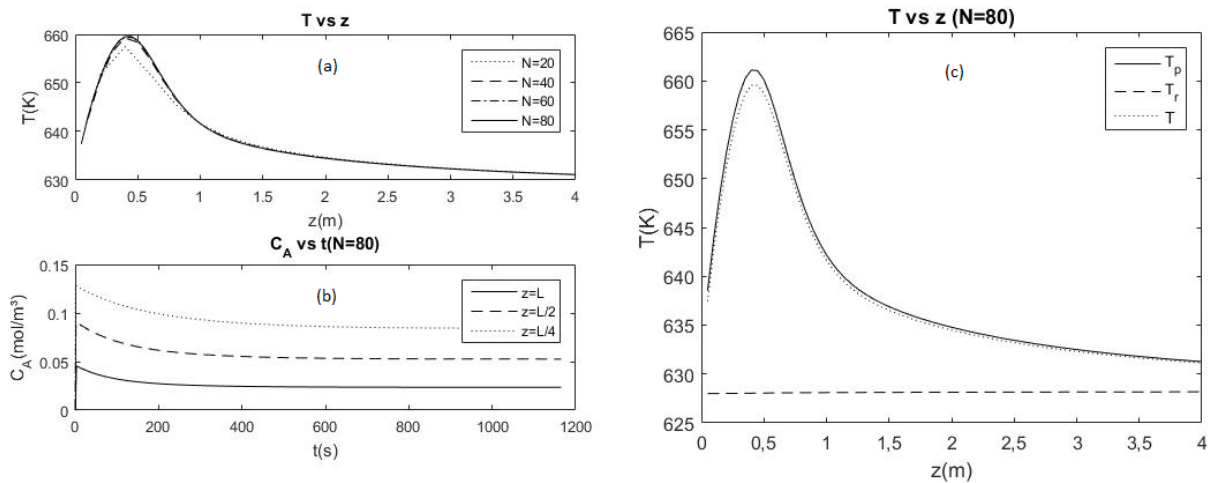 T vs z
660
650
640
630
T(K)
(a)
N=20
N=40
N=60
N=80
0
0.5
1
1.5
2
2.5
3
3.5
4
z(m)
C_A vs t(N=80)
0.15
0.1
0.05
0
C_A(mol/m³)
(b)
z=L
z=L/2
z=L/4
0
200
400
600
800
1000
1200
t(s)
T vs z (N=80)
665
660
655
650
645
640
635
630
625
T(K)
(c)
T_p
T_r
T
0
0,5
1
1,5
2
2,5
3
3,5
4
z(m)